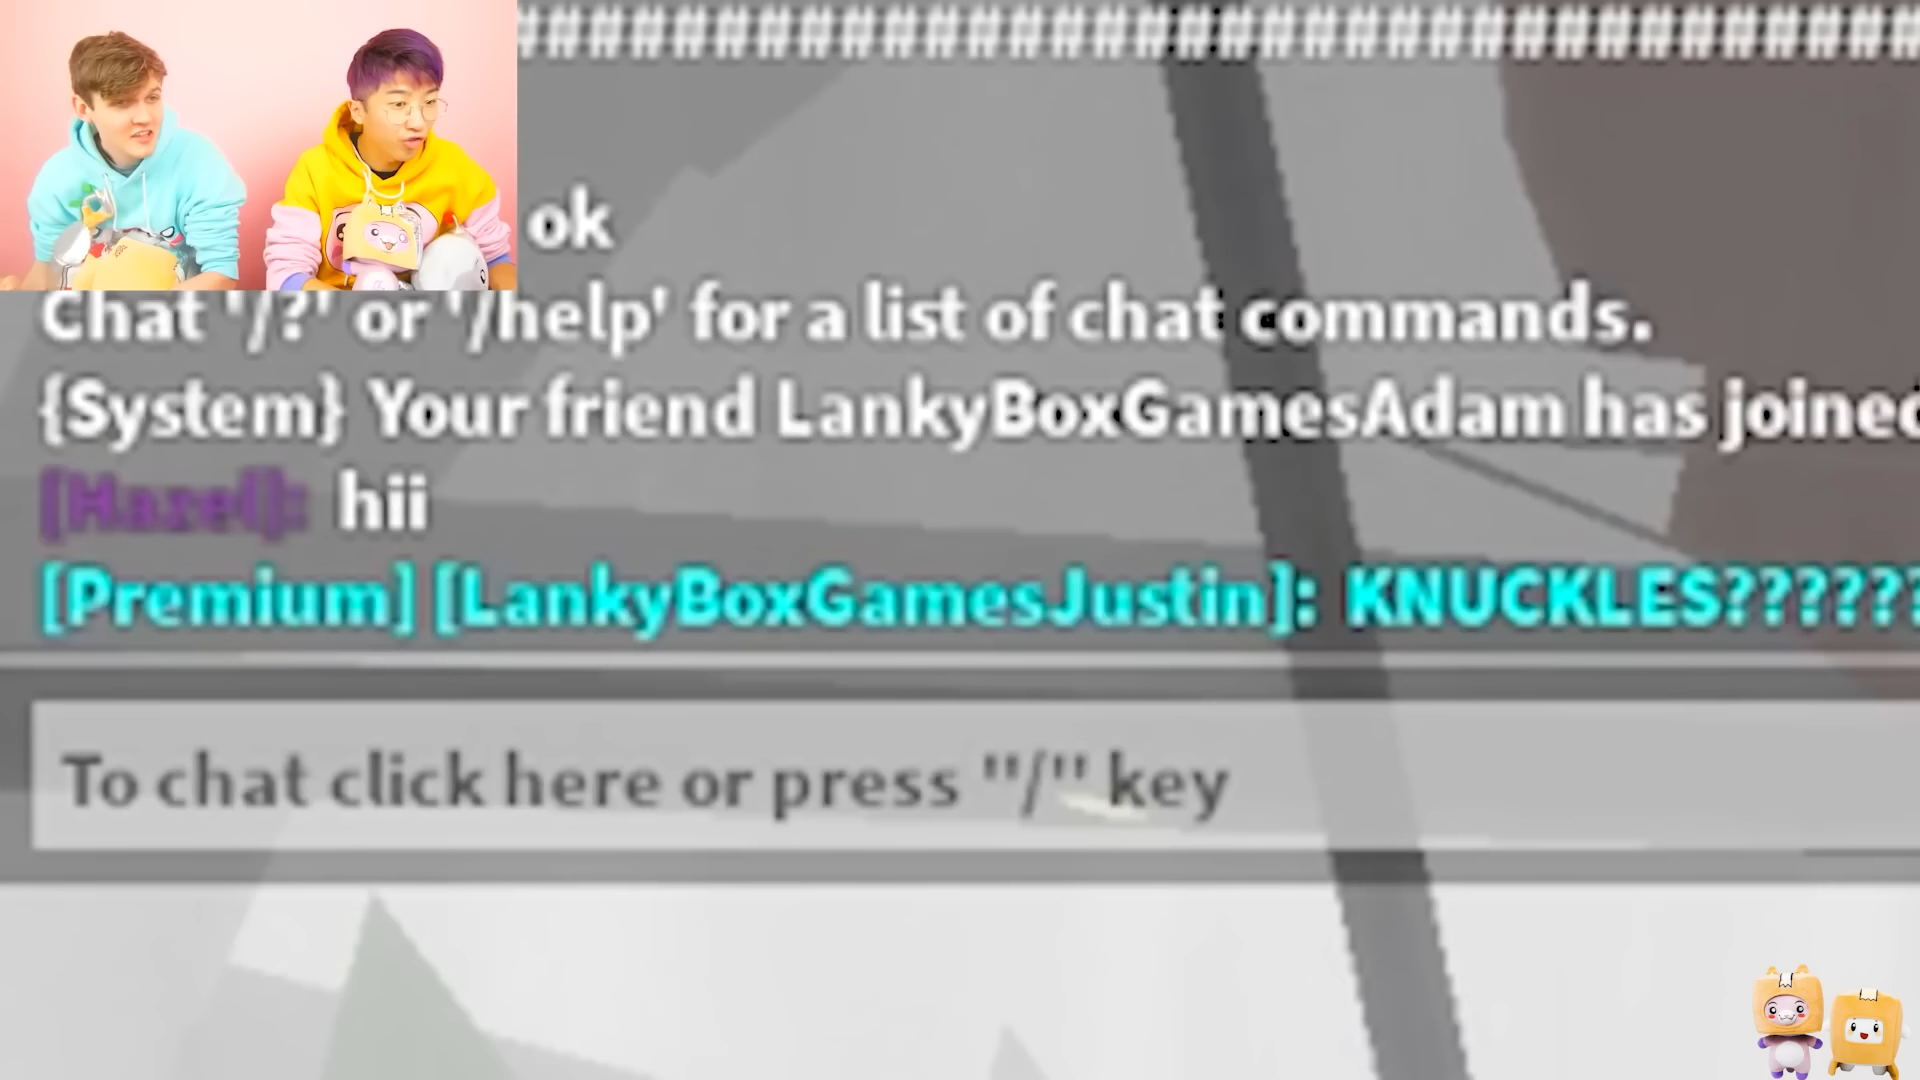 ########################################
ok
Chat '/?' or '/help' for a list of chat commands.
{System} Your friend LankyBoxGamesAdam has joined
[Hazel]: hii
[Premium] [LankyBoxGamesJustin]: KNUCKLES??????
To chat click here or press "/" key